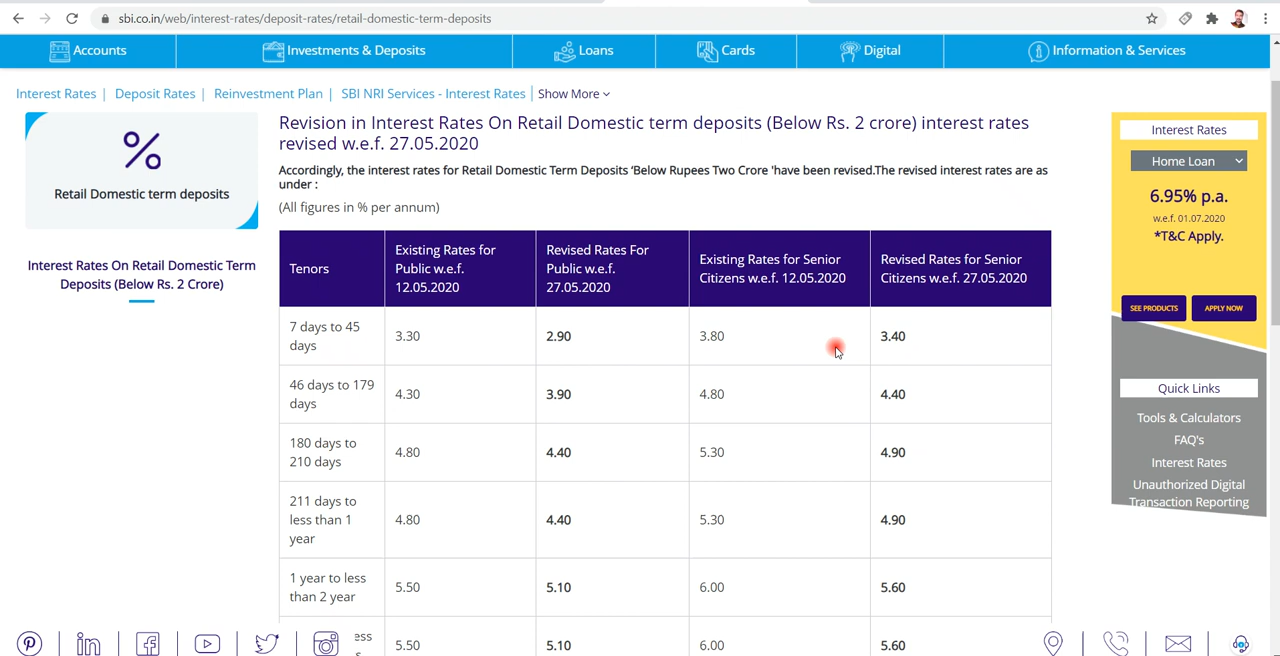 sbi.co.in/web/interest-rates/deposit-rates/retail-domestic-term-deposits
Accounts
Investments & Deposits
Loans
Cards
Digital
Information & Services
Interest Rates | Deposit Rates | Reinvestment Plan | SBI NRI Services - Interest Rates | Show More
%
Retail Domestic term deposits
Interest Rates On Retail Domestic Term
Deposits (Below Rs. 2 Crore)
Revision in Interest Rates On Retail Domestic term deposits (Below Rs. 2 crore) interest rates
revised w.e.f. 27.05.2020
Accordingly, the interest rates for Retail Domestic Term Deposits ‘Below Rupees Two Crore 'have been revised.The revised interest rates are as
under :
(All figures in % per annum)
Tenors
Existing Rates for
Public w.e.f.
12.05.2020
Revised Rates For
Public w.e.f.
27.05.2020
Existing Rates for Senior
Citizens w.e.f. 12.05.2020
Revised Rates for Senior
Citizens w.e.f. 27.05.2020
7 days to 45
days
3.30
2.90
3.80
3.40
46 days to 179
days
4.30
3.90
4.80
4.40
180 days to
210 days
4.80
4.40
5.30
4.90
211 days to
less than 1
year
4.80
4.40
5.30
4.90
1 year to less
than 2 year
5.50
5.10
6.00
5.60
ess
5.50
5.10
6.00
5.60
Interest Rates
Home Loan
6.95% p.a.
w.e.f. 01.07.2020
*T&C Apply.
SEE PRODUCTS
APPLY NOW
Quick Links
Tools & Calculators
FAQ's
Interest Rates
Unauthorized Digital
Transaction Reporting